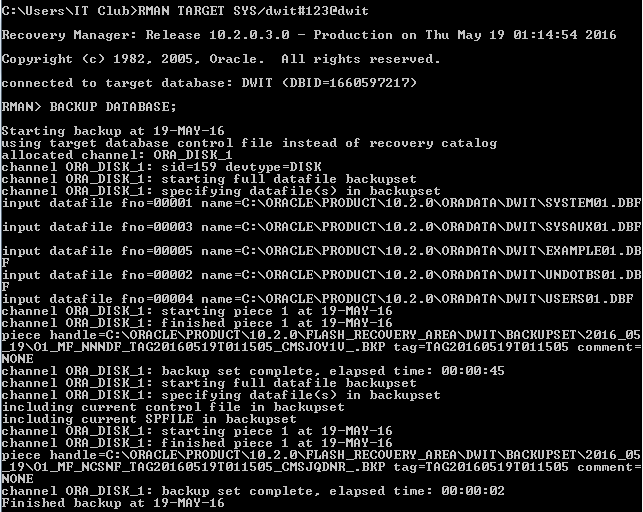 C:\Users\IT Club>RMAN TARGET SYS/dwit#123@dwit
Recovery Manager: Release 10.2.0.3.0 - Production on Thu May 19 01:14:54 2016
Copyright (c) 1982, 2005, Oracle.  All rights reserved.
connected to target database: DWIT (DBID=1660597217)
RMAN> BACKUP DATABASE;
Starting backup at 19-MAY-16
using target database control file instead of recovery catalog
allocated channel: ORA_DISK_1
channel ORA_DISK_1: sid=159 devtype=DISK
channel ORA_DISK_1: starting full datafile backupset
channel ORA_DISK_1: specifying datafile(s) in backupset
input datafile fno=00001 name=C:\ORACLE\PRODUCT\10.2.0\ORADATA\DWIT\SYSTEM01.DBF
input datafile fno=00003 name=C:\ORACLE\PRODUCT\10.2.0\ORADATA\DWIT\SYSAUX01.DBF
input datafile fno=00005 name=C:\ORACLE\PRODUCT\10.2.0\ORADATA\DWIT\EXAMPLE01.DB
F
input datafile fno=00002 name=C:\ORACLE\PRODUCT\10.2.0\ORADATA\DWIT\UNDOTBS01.DB
F
input datafile fno=00004 name=C:\ORACLE\PRODUCT\10.2.0\ORADATA\DWIT\USERS01.DBF
channel ORA_DISK_1: starting piece 1 at 19-MAY-16
channel ORA_DISK_1: finished piece 1 at 19-MAY-16
piece handle=C:\ORACLE\PRODUCT\10.2.0\FLASH_RECOVERY_AREA\DWIT\BACKUPSET\2016_05
_19\O1_MF_NNNDF_TAG20160519T011505_CMSJOY1U_.BKP tag=TAG20160519T011505 comment=
NONE
channel ORA_DISK_1: backup set complete, elapsed time: 00:00:45
channel ORA_DISK_1: starting full datafile backupset
channel ORA_DISK_1: specifying datafile(s) in backupset
including current control file in backupset
including current SPFILE in backupset
channel ORA_DISK_1: starting piece 1 at 19-MAY-16
channel ORA_DISK_1: finished piece 1 at 19-MAY-16
piece handle=C:\ORACLE\PRODUCT\10.2.0\FLASH_RECOVERY_AREA\DWIT\BACKUPSET\2016_05
_19\O1_MF_NCSNF_TAG20160519T011505_CMSJQDNR_.BKP tag=TAG20160519T011505 comment=
NONE
channel ORA_DISK_1: backup set complete, elapsed time: 00:00:02
Finished backup at 19-MAY-16